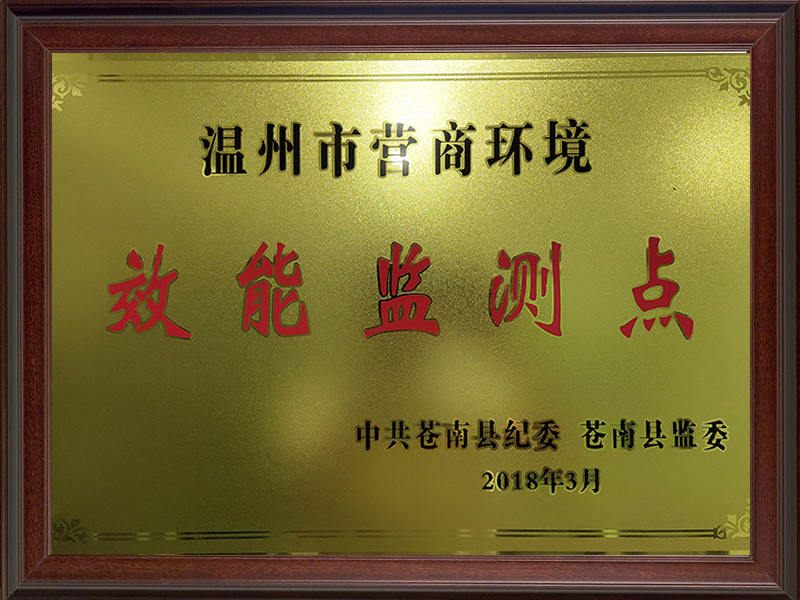 温州市营商环境
效能监测点
中共苍南县纪委 苍南县监委
2018年3月